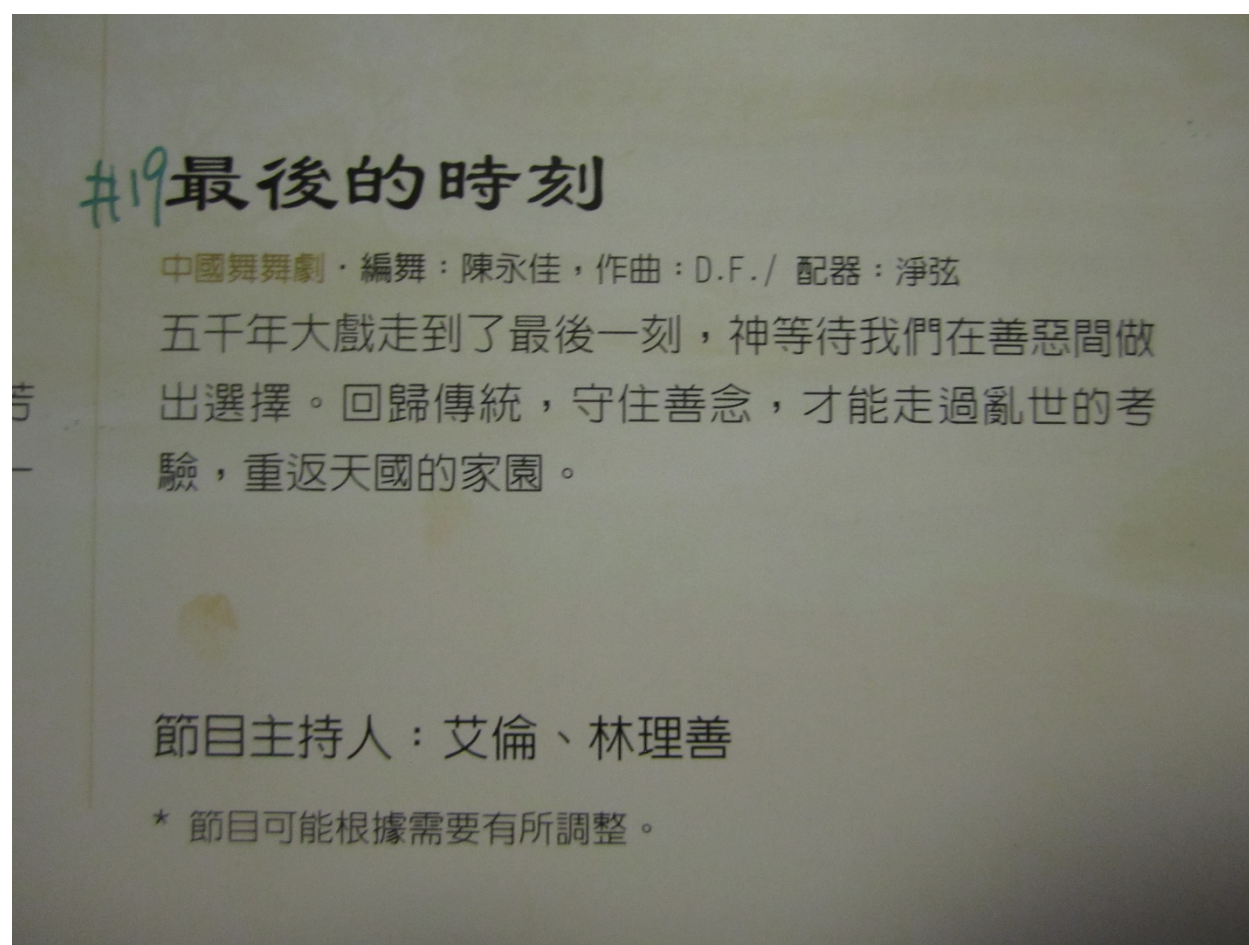 #19最後的時刻
中國舞舞劇·編舞：陳永佳，作曲：D.F./ 配器：淨弦
五千年大戲走到了最後一刻，神等待我們在善惡間做
出選擇。回歸傳統，守住善念，才能走過亂世的考
驗，重返天國的家園。
節目主持人：艾倫、林理善
* 節目可能根據需要有所調整。